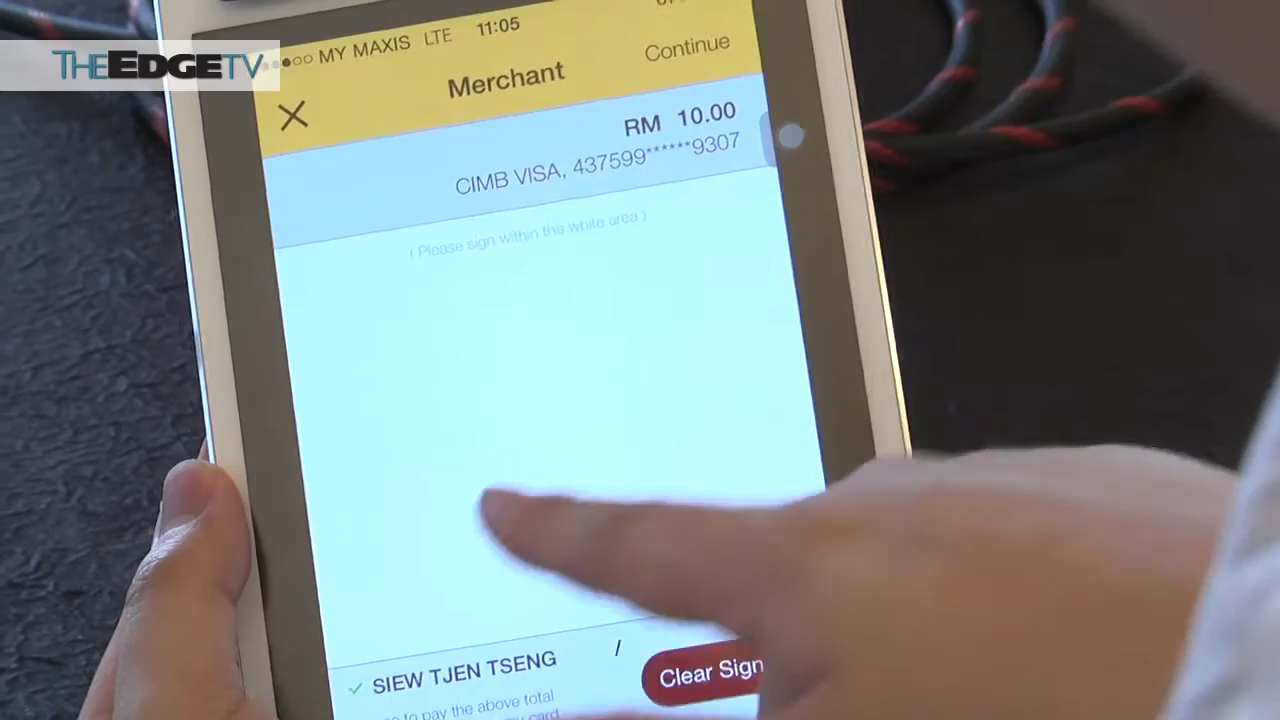 THEEDGETV
MY MAXIS LTE 11:05
Merchant
Continue
RM 10.00
CIMB VISA, 437599******9307
( Please sign within the white area )
SIEW TJEN TSENG
/
Clear Sign
to pay the above total
card